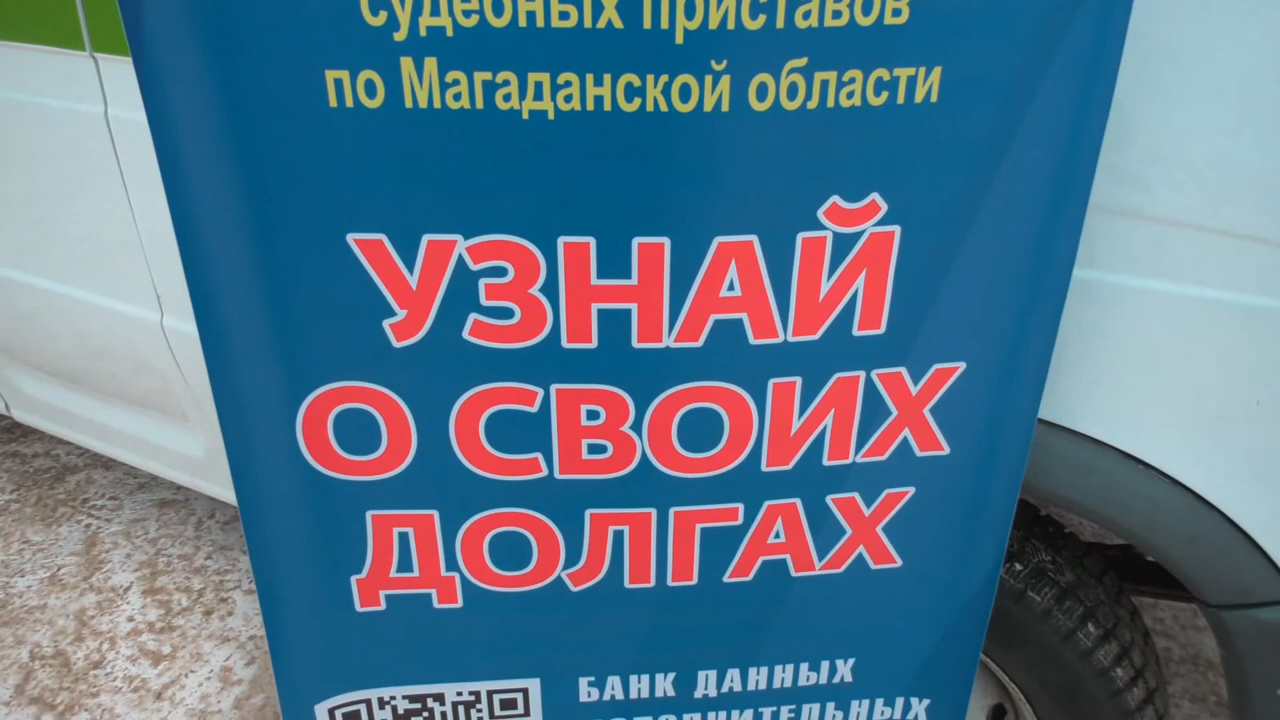 судебных приставов
по Магаданской области
УЗНАЙ
О СВОИХ
ДОЛГАХ
БАНК ДАННЫХ
ИСПОЛНИТЕЛЬНЫХ